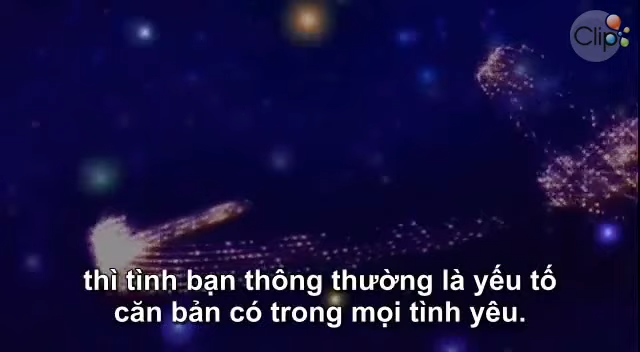 Clip
thì tình bạn thông thường là yếu tố
căn bản có trong mọi tình yêu.